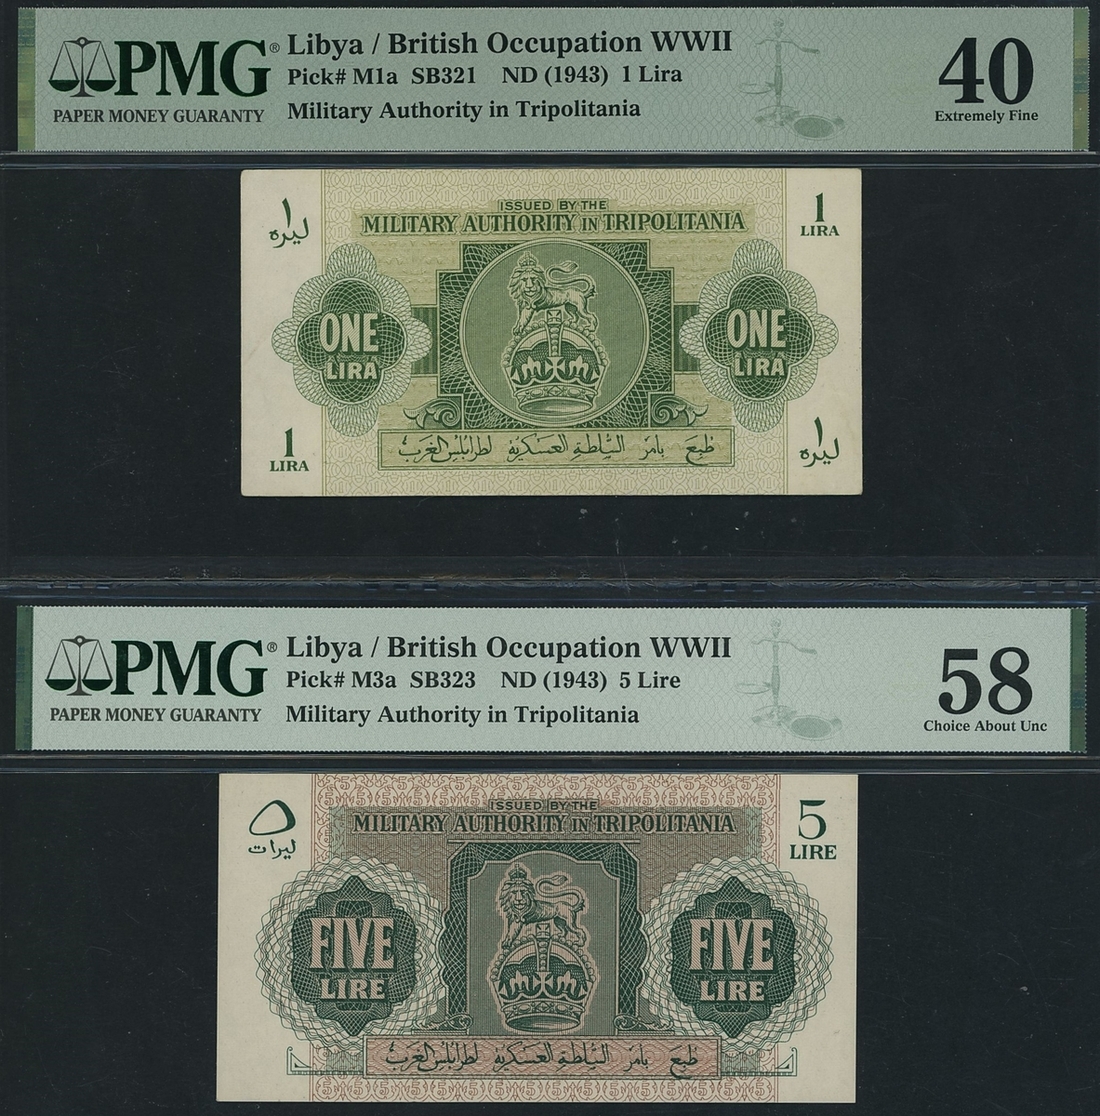 PMG® Libya / British Occupation WWII
Pick# M1a SB321 ND (1943) 1 Lira
PAPER MONEY GUARANTY Military Authority in Tripolitania
40
Extremely Fine
ISSUED BY THE
MILITARY AUTHORITY IN TRIPOLITANIA
١
ليره
1
LIRA
ONE
LIRA
ONE
LIRA
1
LIRA
١
ليره
طبع بامر السلطة العسكرية لطرابلس الغرب
PMG® Libya / British Occupation WWII
Pick# M3a SB323 ND (1943) 5 Lire
PAPER MONEY GUARANTY Military Authority in Tripolitania
58
Choice About Unc
ISSUED BY THE
MILITARY AUTHORITY IN TRIPOLITANIA
٥
ليرات
5
LIRE
FIVE
LIRE
FIVE
LIRE
طبع بامر السلطة العسكرية لطرابلس الغرب